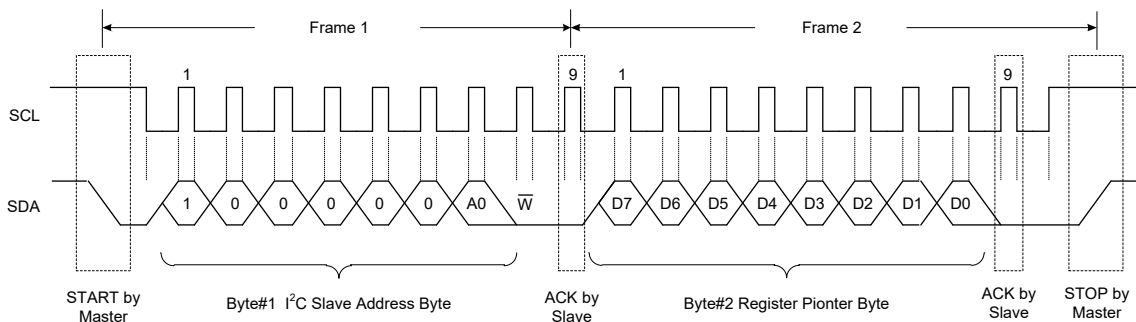 Frame 1
Frame 2
1
9
1
9
SCL
SDA
1
0
0
0
0
0
A0
W
D7
D6
D5
D4
D3
D2
D1
D0
START by
Master
Byte#1 I²C Slave Address Byte
ACK by
Slave
Byte#2 Register Pionter Byte
ACK by
Slave
STOP by
Master